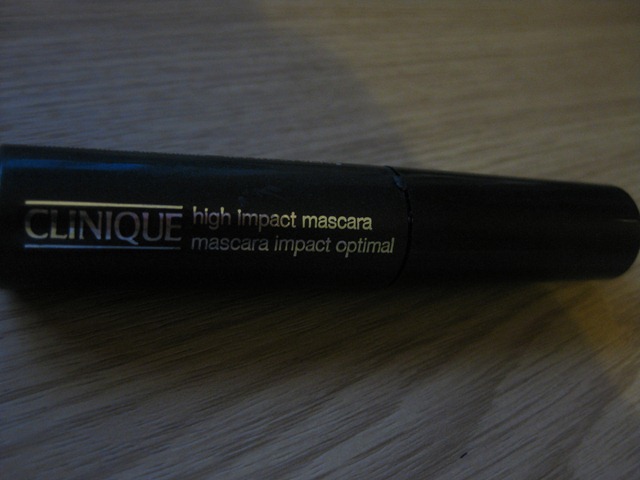 CLINIQUE
high impact mascara
mascara impact optimal